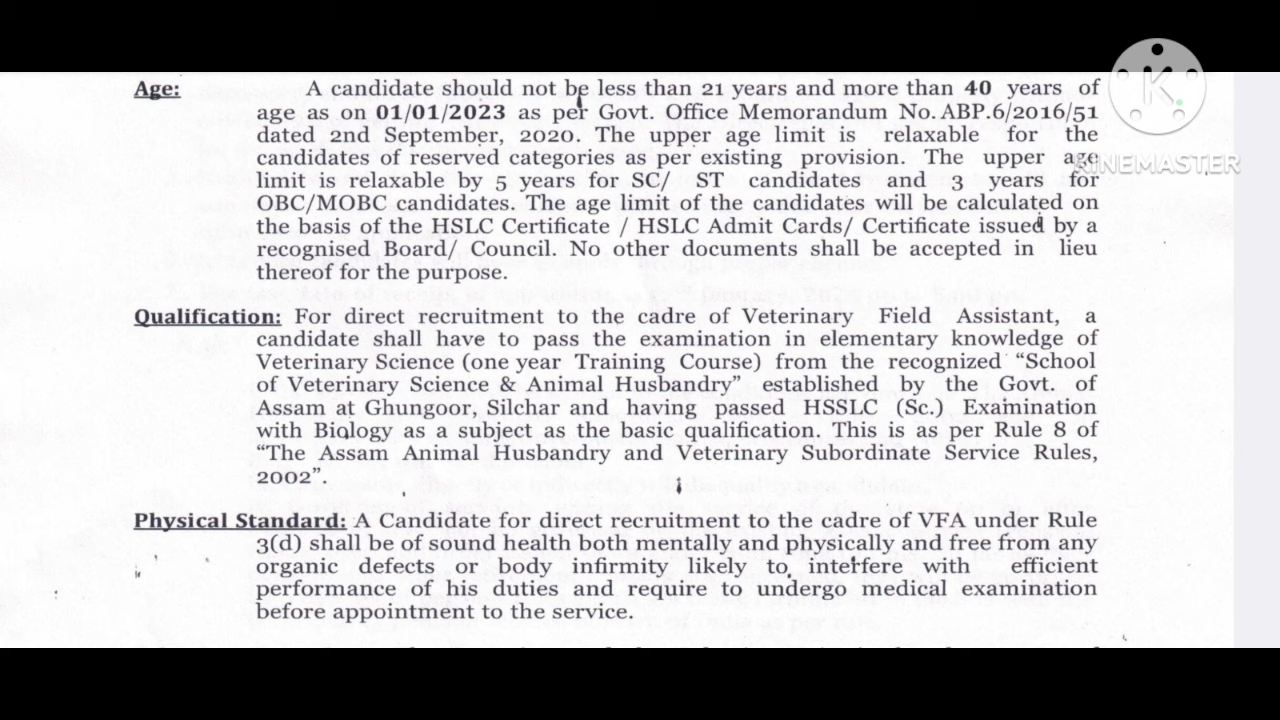 Age: A candidate should not be less than 21 years and more than 40 years of
age as on 01/01/2023 as per Govt. Office Memorandum No. ABP.6/2016/51
dated 2nd September, 2020. The upper age limit is relaxable for the
candidates of reserved categories as per existing provision. The upper age
limit is relaxable by 5 years for SC/ ST candidates and 3 years for
OBC/MOBC candidates. The age limit of the candidates will be calculated on
the basis of the HSLC Certificate / HSLC Admit Cards/ Certificate issued by a
recognised Board/ Council. No other documents shall be accepted in lieu
thereof for the purpose.
Qualification: For direct recruitment to the cadre of Veterinary Field Assistant, a
candidate shall have to pass the examination in elementary knowledge of
Veterinary Science (one year Training Course) from the recognized "School
of Veterinary Science & Animal Husbandry" established by the Govt. of
Assam at Ghungoor, Silchar and having passed HSSLC (Sc.) Examination
with Biology as a subject as the basic qualification. This is as per Rule 8 of
"The Assam Animal Husbandry and Veterinary Subordinate Service Rules,
2002".
Physical Standard: A Candidate for direct recruitment to the cadre of VFA under Rule
3(d) shall be of sound health both mentally and physically and free from any
organic defects or body infirmity likely to interfere with efficient
performance of his duties and require to undergo medical examination
before appointment to the service.
K
KINEMASTER